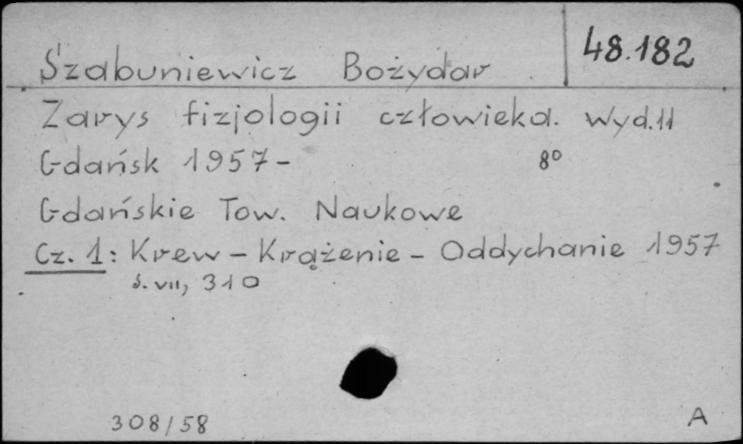 48.182
Szabuniewicz Bożydar
Zarys fizjologii człowieka. Wyd.II
Gdańsk 1957- 8°
Gdańskie Tow. Naukowe
Cz. 1: Krew - Krążenie - Oddychanie 1957
s. VII, 310
308/58 A